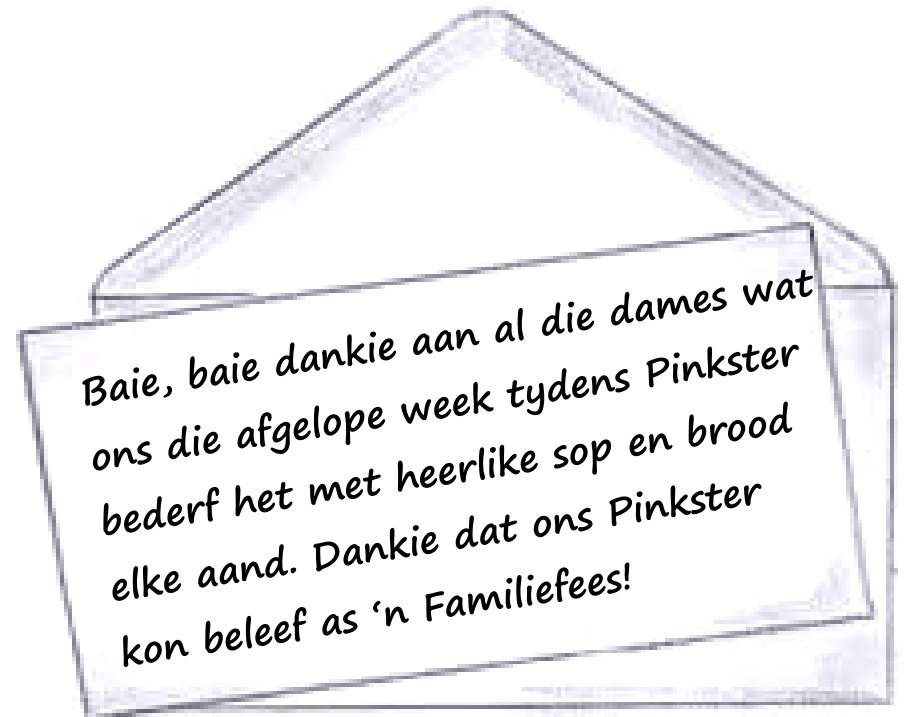 Baie, baie dankie aan al die dames wat
ons die afgelope week tydens Pinkster
bederf het met heerlike sop en brood
elke aand. Dankie dat ons Pinkster
kon beleef as ‘n Familiefees!